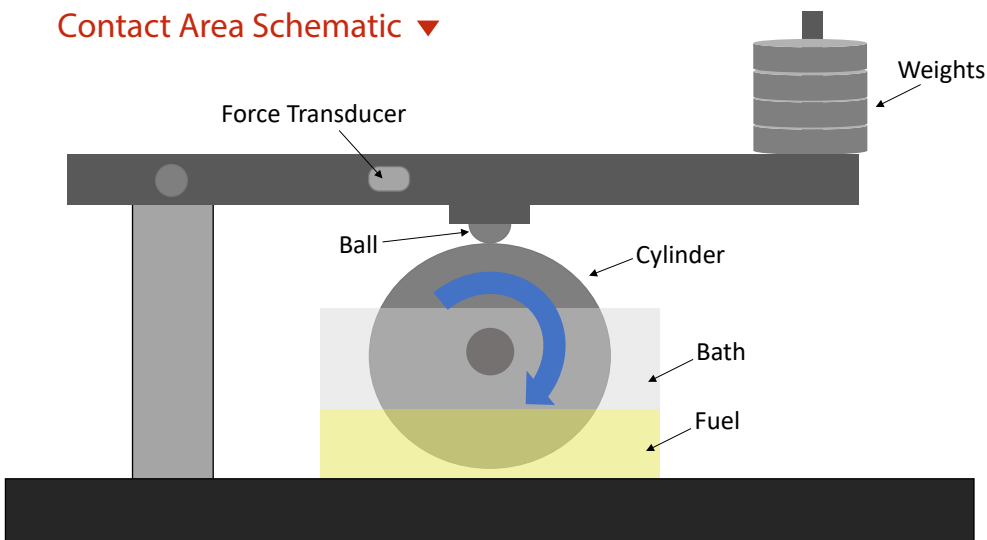 Contact Area Schematic ▼
Weights
Force Transducer
Ball
Cylinder
Bath
Fuel